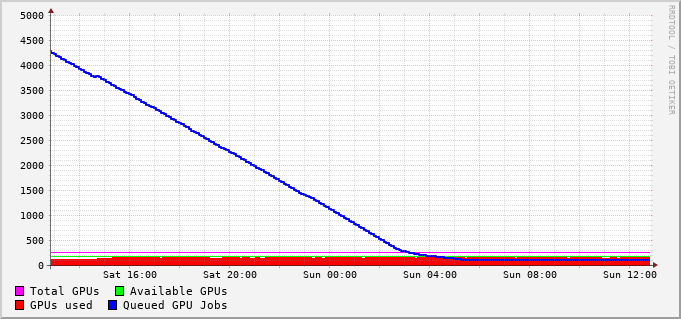 5000
4500
4000
3500
3000
2500
2000
1500
1000
500
0
Sat 16:00 Sat 20:00 Sun 00:00 Sun 04:00 Sun 08:00 Sun 12:00
Total GPUs Available GPUs
GPUs used Queued GPU Jobs
RRDTOOL / TOBI OETIKER